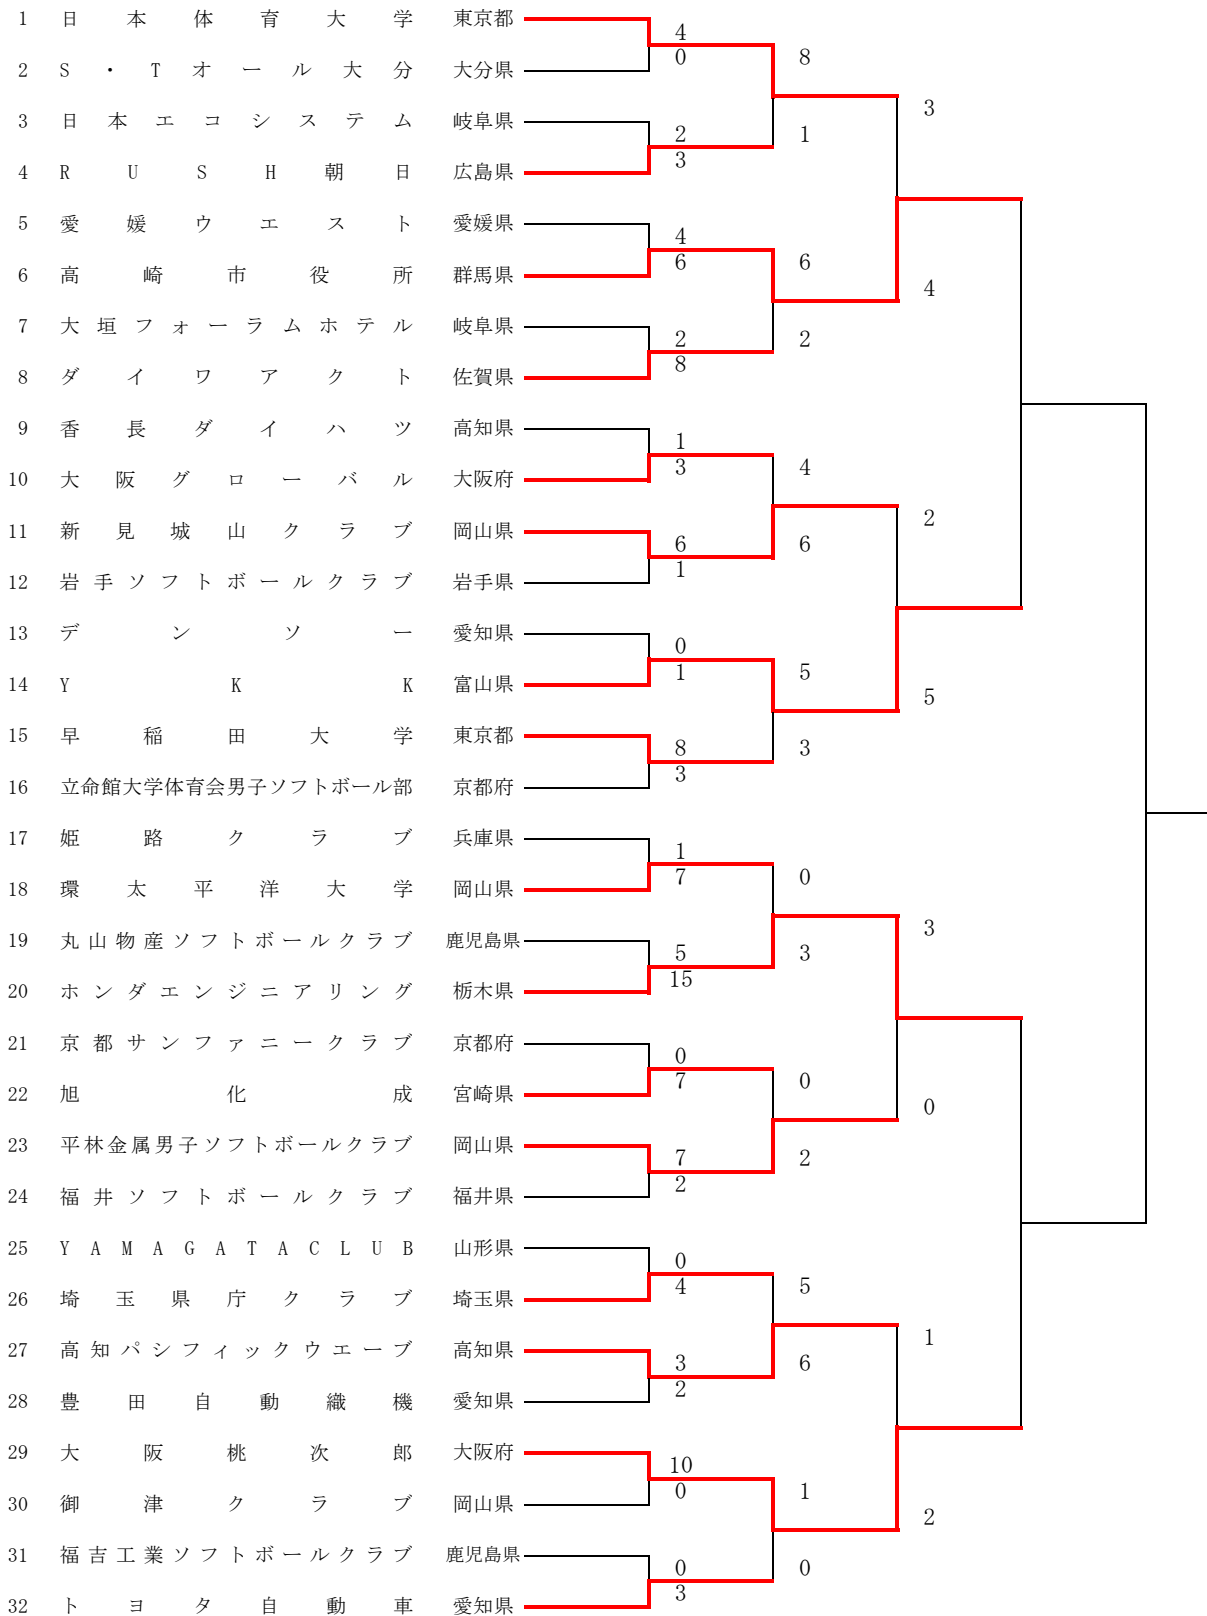 1 日本体育大学 東京都
4
0
8
2 S・Tオール大分 大分県
3
3 日本エコシステム 岐阜県
2
3
1
4 RUSH朝日 広島県
5 愛媛ウエスト 愛媛県
4
6
6
6 高崎市役所 群馬県
4
7 大垣フォーラムホテル 岐阜県
2
8
2
8 ダイワアクト 佐賀県
9 香長ダイハツ 高知県
1
3
4
10 大阪グローバル 大阪府
2
11 新見城山クラブ 岡山県
6
1
6
12 岩手ソフトボールクラブ 岩手県
13 デンソー 愛知県
0
1
5
14 YKK 富山県
5
15 早稲田大学 東京都
8
3
3
16 立命館大学体育会男子ソフトボール部 京都府
17 姫路クラブ 兵庫県
1
7
0
18 環太平洋大学 岡山県
3
19 丸山物産ソフトボールクラブ 鹿児島県
5
15
3
20 ホンダエンジニアリング 栃木県
21 京都サンファニークラブ 京都府
0
7
0
22 旭化成 宮崎県
0
23 平林金属男子ソフトボールクラブ 岡山県
7
2
2
24 福井ソフトボールクラブ 福井県
25 YAMAGATACLUB 山形県
0
4
5
26 埼玉県庁クラブ 埼玉県
1
27 高知パシフィックウエーブ 高知県
3
2
6
28 豊田自動織機 愛知県
29 大阪桃次郎 大阪府
10
0
1
30 御津クラブ 岡山県
2
31 福吉工業ソフトボールクラブ 鹿児島県
0
3
0
32 トヨタ自動車 愛知県